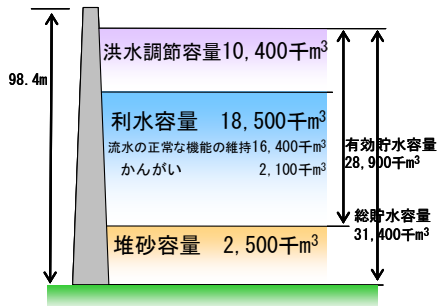 98.4m
洪水調節容量10,400千m³
利水容量 18,500千m³
流水の正常な機能の維持16,400千m³
かんがい 2,100千m³
有効貯水容量
28,900千m³
総貯水容量
31,400千m³
堆砂容量 2,500千m³